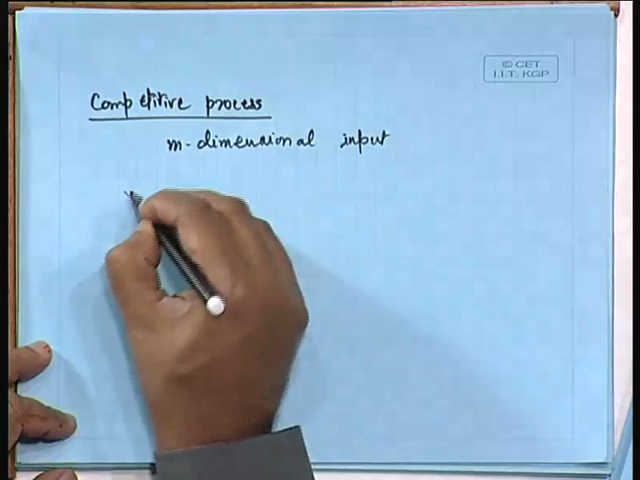 © CET
I.I.T. KGP
Competitive process
m-dimensional input